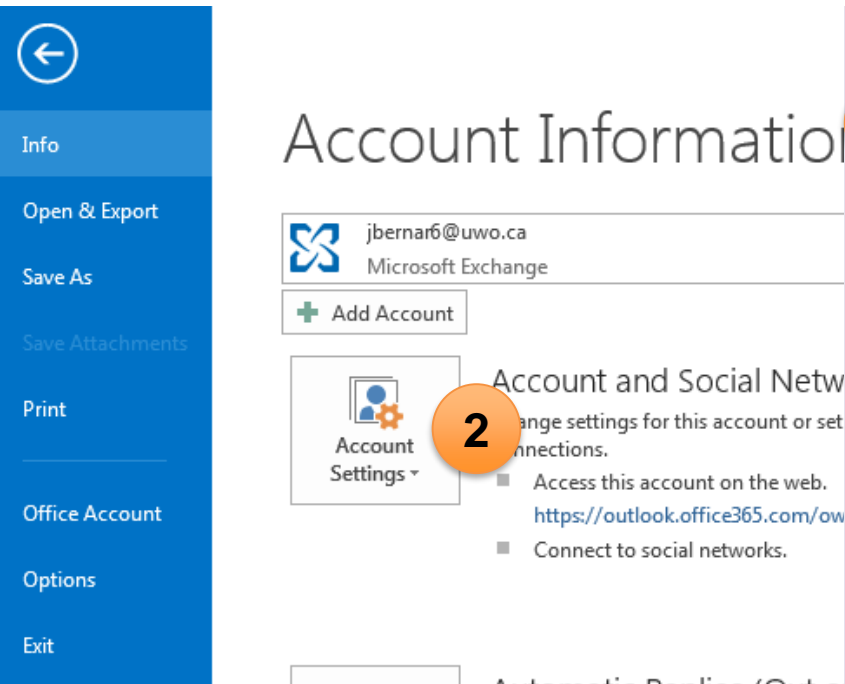 Info
Open & Export
Save As
Save Attachments
Print
Office Account
Options
Exit
Account Information
jbernar6@uwo.ca
Microsoft Exchange
Add Account
Account
Settings
2
Account and Social Netw
ange settings for this account or set
nnections.
Access this account on the web.
https://outlook.office365.com/ow
Connect to social networks.